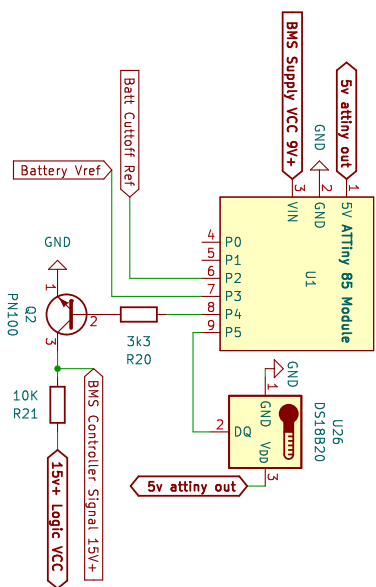 BMS Supply VCC 9V+
5v attiny out
Batt Cuttoff Ref
GND
Battery Vref
3
2
1
VIN
GND
5V
ATTiny 85 Module
U1
4
P0
5
P1
6
P2
7
P3
8
P4
9
P5
GND
1
Q2
PN100
2
3
3k3
R20
10K
R21
BMS Controller Signal 15V+
15v+ Logic VCC
GND
1
GND
U26
DS18B20
2
DQ
VDD
3
5v attiny out